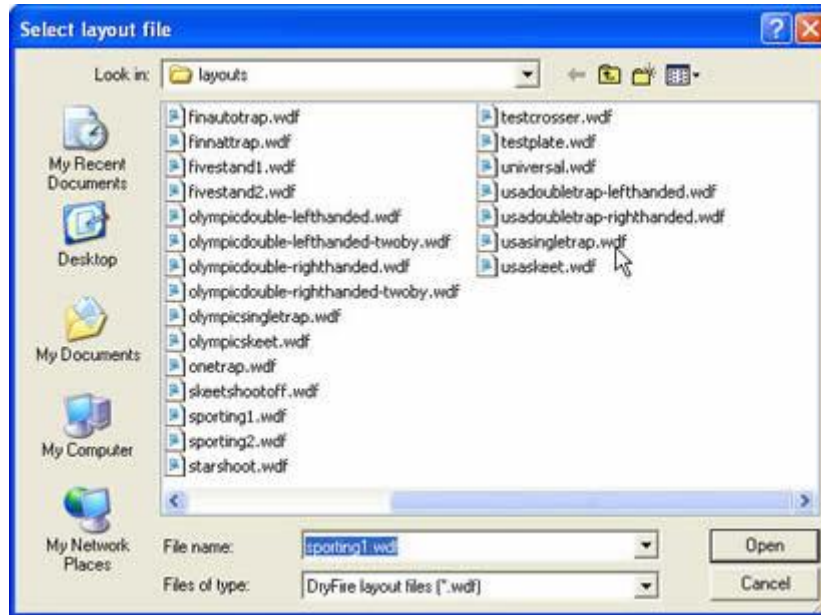 Select layout file
Look in: layouts
My Recent Documents
Desktop
My Documents
My Computer
My Network Places
finautotrap.wdf
finnattrap.wdf
fivestand1.wdf
fivestand2.wdf
olympicdouble-lefthanded.wdf
olympicdouble-lefthanded-twoby.wdf
olympicdouble-righthanded.wdf
olympicdouble-righthanded-twoby.wdf
olympicsingletrap.wdf
olympicskeet.wdf
onetrap.wdf
skeetshootoff.wdf
sporting1.wdf
sporting2.wdf
starshoot.wdf
testcrosser.wdf
testplate.wdf
universal.wdf
usadoubletrap-lefthanded.wdf
usadoubletrap-righthanded.wdf
usasingletrap.wdf
usaskeet.wdf
File name: sporting1.wdf Open
Files of type: DryFire layout files (*.wdf) Cancel